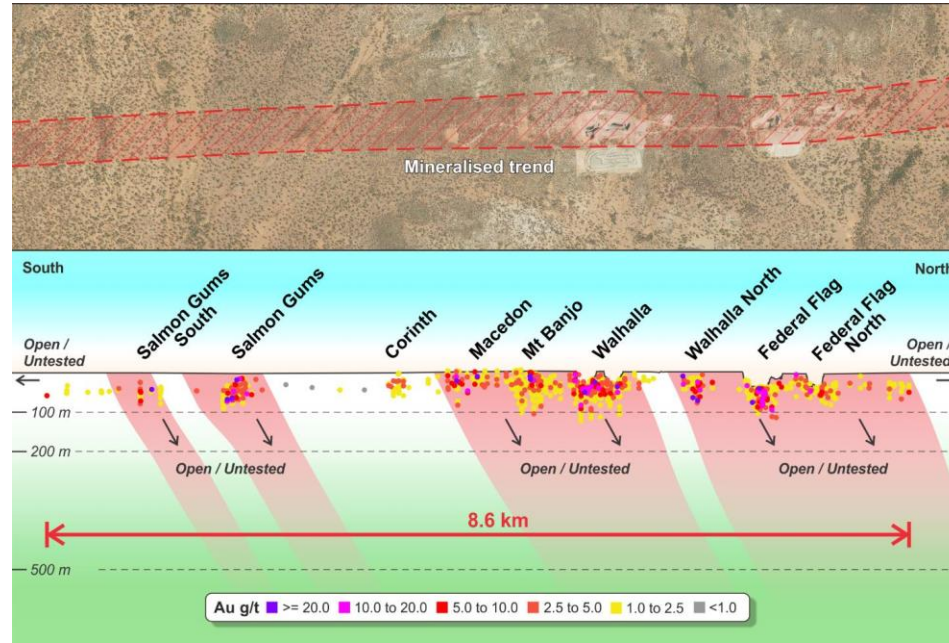 Mineralised trend
South
North
Open /
Untested
Salmon Gums
South
Salmon Gums
Corinth
Macedon
Mt Banjo
Walhalla
Walhalla North
Federal Flag
Federal Flag
North
Open /
Untested
100 m
200 m
Open / Untested
Open / Untested
Open / Untested
8.6 km
500 m
Au g/t >= 20.0 10.0 to 20.0 5.0 to 10.0 2.5 to 5.0 1.0 to 2.5 <1.0